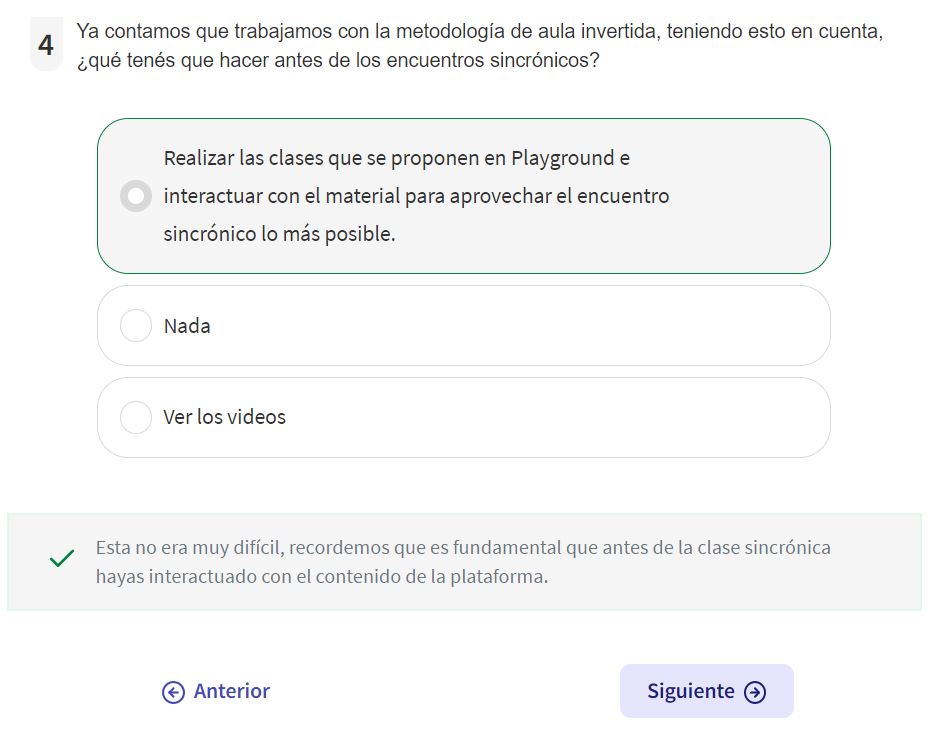 4
Ya contamos que trabajamos con la metodología de aula invertida, teniendo esto en cuenta,
¿qué tenés que hacer antes de los encuentros sincrónicos?
Realizar las clases que se proponen en Playground e
interactuar con el material para aprovechar el encuentro
sincrónico lo más posible.
Nada
Ver los videos
Esta no era muy difícil, recordemos que es fundamental que antes de la clase sincrónica
hayas interactuado con el contenido de la plataforma.
Anterior
Siguiente